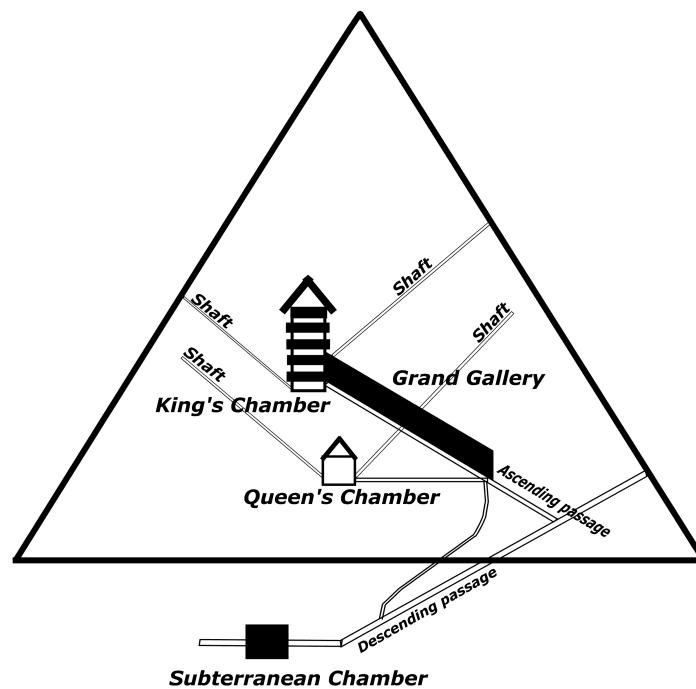 Shaft
Shaft
Shaft
Shaft
Grand Gallery
King's Chamber
Queen's Chamber
Ascending passage
Descending passage
Subterranean Chamber